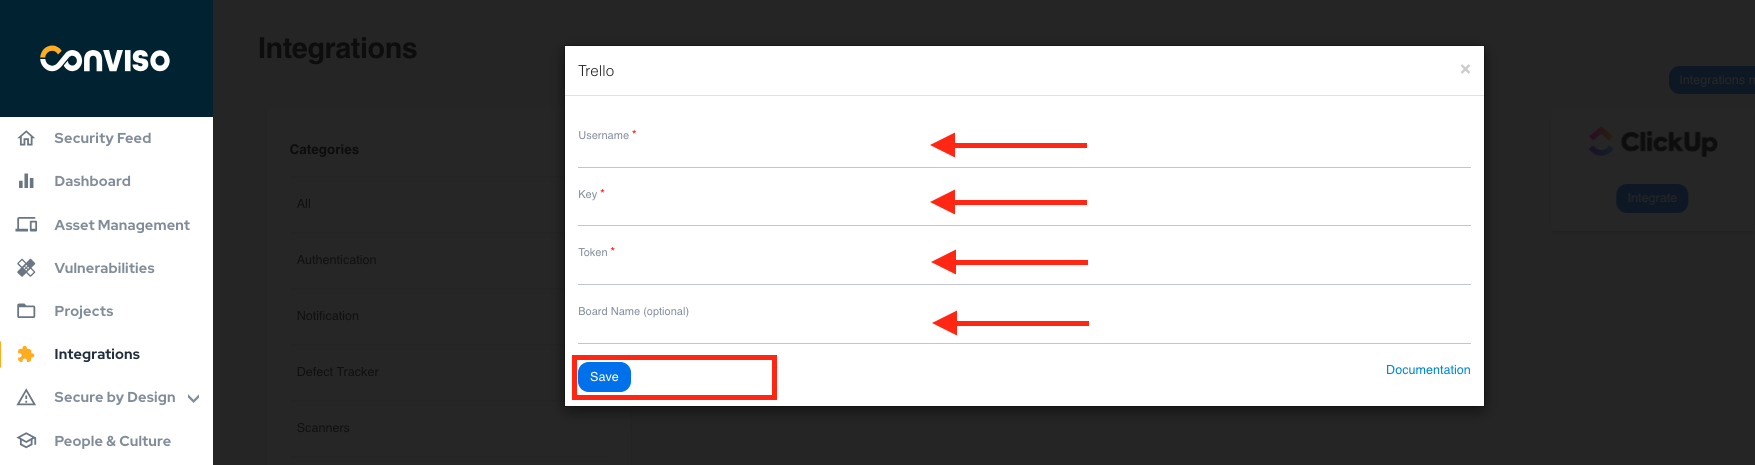 Conviso
Security Feed
Dashboard
Asset Management
Vulnerabilities
Projects
Integrations
Secure by Design
People & Culture
Integrations
Categories
All
Authentication
Notification
Defect Tracker
Scanners
Trello
×
Username *
Key *
Token *
Board Name (optional)
Save
Documentation
Integrations
ClickUp
Integrate